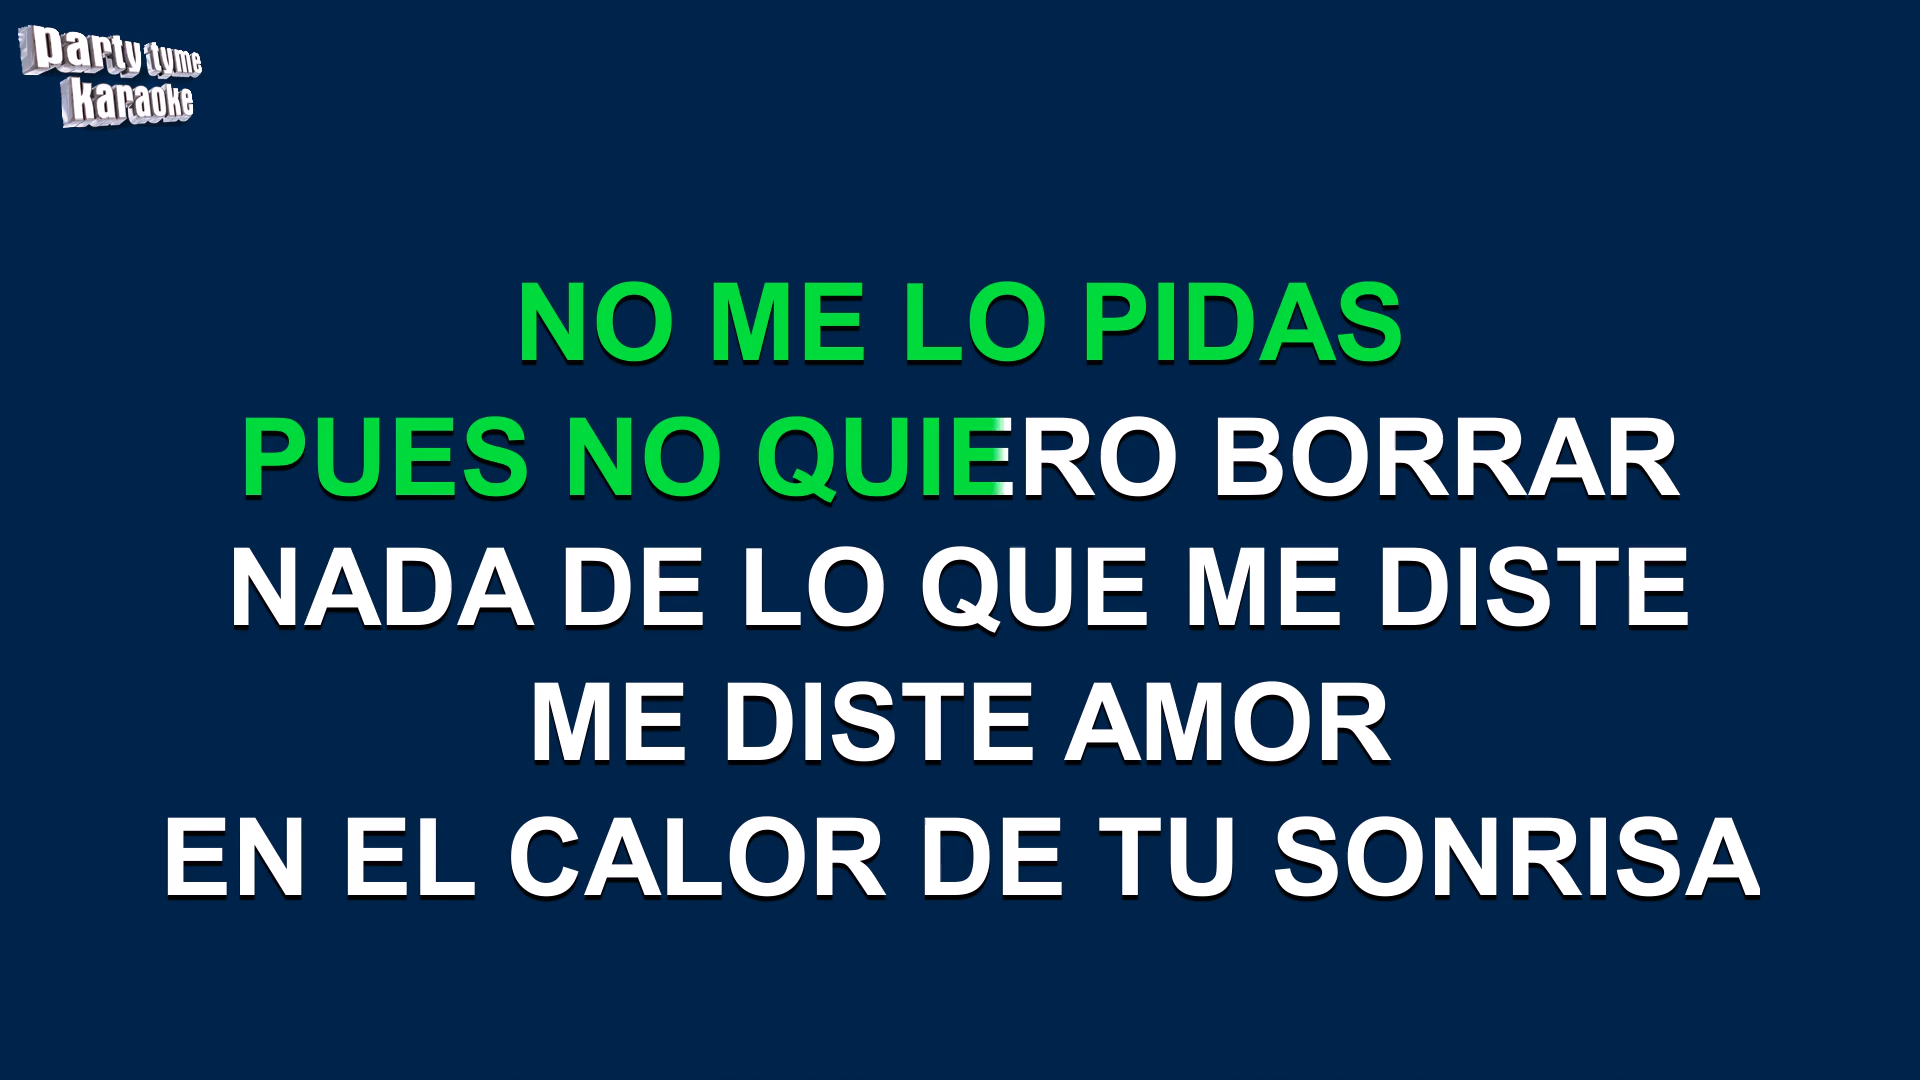 party tyme
karaoke
NO ME LO PIDAS
PUES NO QUIERO BORRAR
NADA DE LO QUE ME DISTE
ME DISTE AMOR
EN EL CALOR DE TU SONRISA